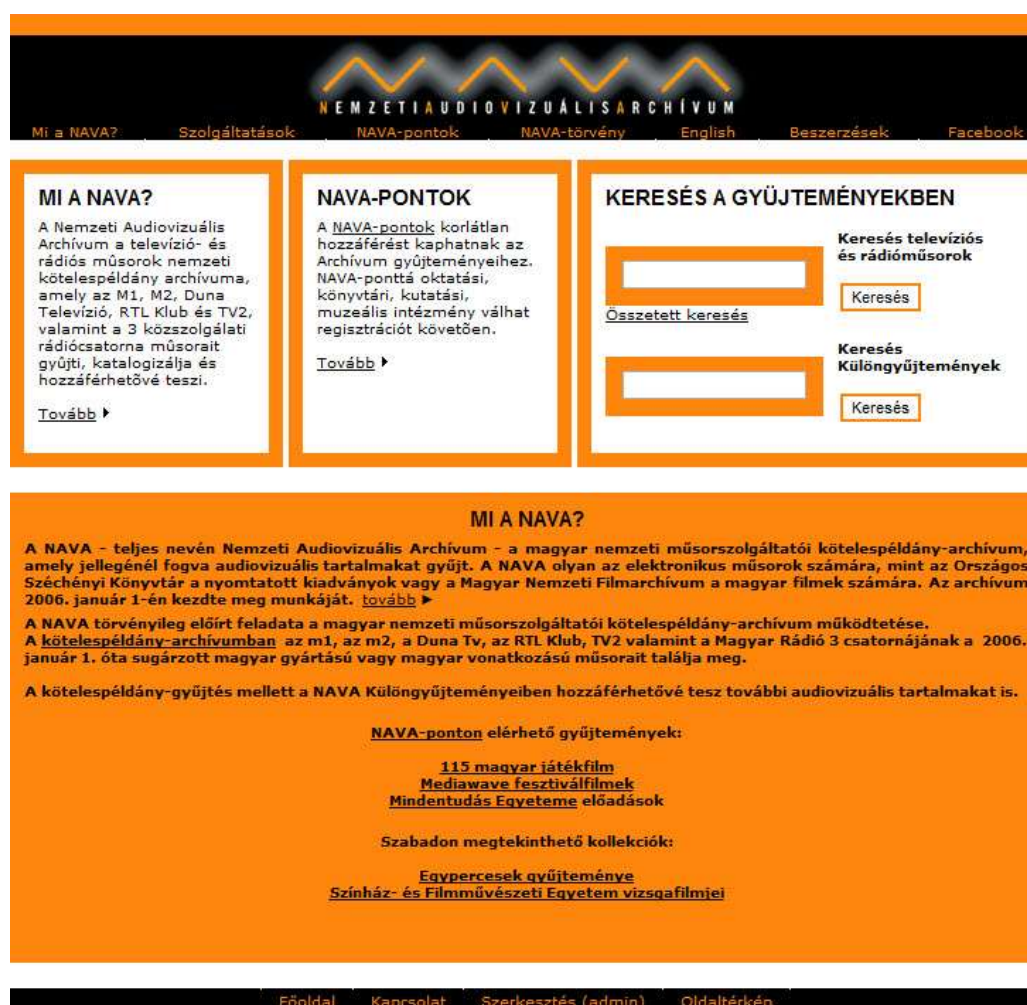 NEMZETIAUDIOVIZUÁLISARCHÍVUM
Mi a NAVA? Szolgáltatások NAVA-pontok NAVA-törvény English Beszerzések Facebook
MI A NAVA?
A Nemzeti Audiovizuális
Archívum a televízió- és
rádiós mûsorok nemzeti
kötelespéldány archívuma,
amely az M1, M2, Duna
Televízió, RTL Klub és TV2,
valamint a 3 közszolgálati
rádiócsatorna mûsorait
gyûjti, katalogizálja és
hozzáférhetõvé teszi.
Tovább
NAVA-PONTOK
A NAVA-pontok korlátlan
hozzáférést kaphatnak az
Archívum gyûjteményeihez.
NAVA-ponttá oktatási,
könyvtári, kutatási,
muzeális intézmény válhat
regisztrációt követõen.
Tovább
KERESÉS A GYÜJTEMÉNYEKBEN
Keresés televíziós
és rádióműsorok
Keresés
Összetett keresés
Keresés
Különgyűjtemények
Keresés
MI A NAVA?
A NAVA - teljes nevén Nemzeti Audiovizuális Archívum - a magyar nemzeti műsorszolgáltatói kötelespéldány-archívum,
amely jellegénél fogva audiovizuális tartalmakat gyűjt. A NAVA olyan az elektronikus műsorok számára, mint az Országos
Széchényi Könyvtár a nyomtatott kiadványok vagy a Magyar Nemzeti Filmarchívum a magyar filmek számára. Az archívum
2006. január 1-én kezdte meg munkáját. tovább
A NAVA törvényileg előírt feladata a magyar nemzeti műsorszolgáltatói kötelespéldány-archívum működtetése.
A kötelespéldány-archívumban az m1, az m2, a Duna Tv, az RTL Klub, TV2 valamint a Magyar Rádió 3 csatornájának a 2006.
január 1. óta sugárzott magyar gyártású vagy magyar vonatkozású műsorait találja meg.
A kötelespéldány-gyűjtés mellett a NAVA Különgyűjteményeiben hozzáférhetővé tesz további audiovizuális tartalmakat is.
NAVA-ponton elérhető gyűjtemények:
115 magyar játékfilm
Mediawave fesztiválfilmek
Mindentudás Egyeteme előadások
Szabadon megtekinthető kollekciók:
Egypercesek gyűjteménye
Színház- és Filmművészeti Egyetem vizsgafilmjei
Főoldal Kapcsolat Szerkesztés (admin) Oldaltérkép